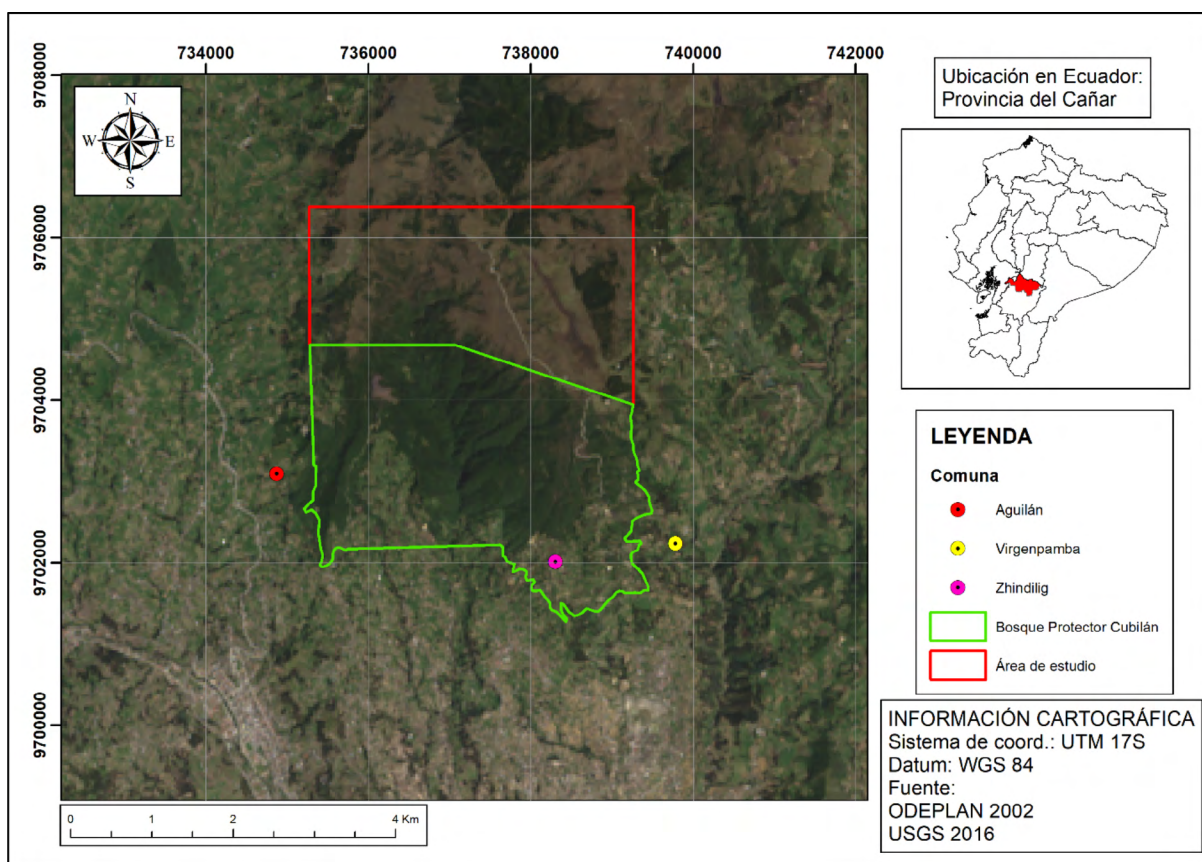 734000 736000 738000 740000 742000
9708000
9706000
9704000
9702000
9700000
N
W E
S
0 1 2 4 Km
Ubicación en Ecuador:
Provincia del Cañar
LEYENDA
Comuna
Aguilán
Virgenpamba
Zhindilig
Bosque Protector Cubilán
Área de estudio
INFORMACIÓN CARTOGRÁFICA
Sistema de coord.: UTM 17S
Datum: WGS 84
Fuente:
ODEPLAN 2002
USGS 2016